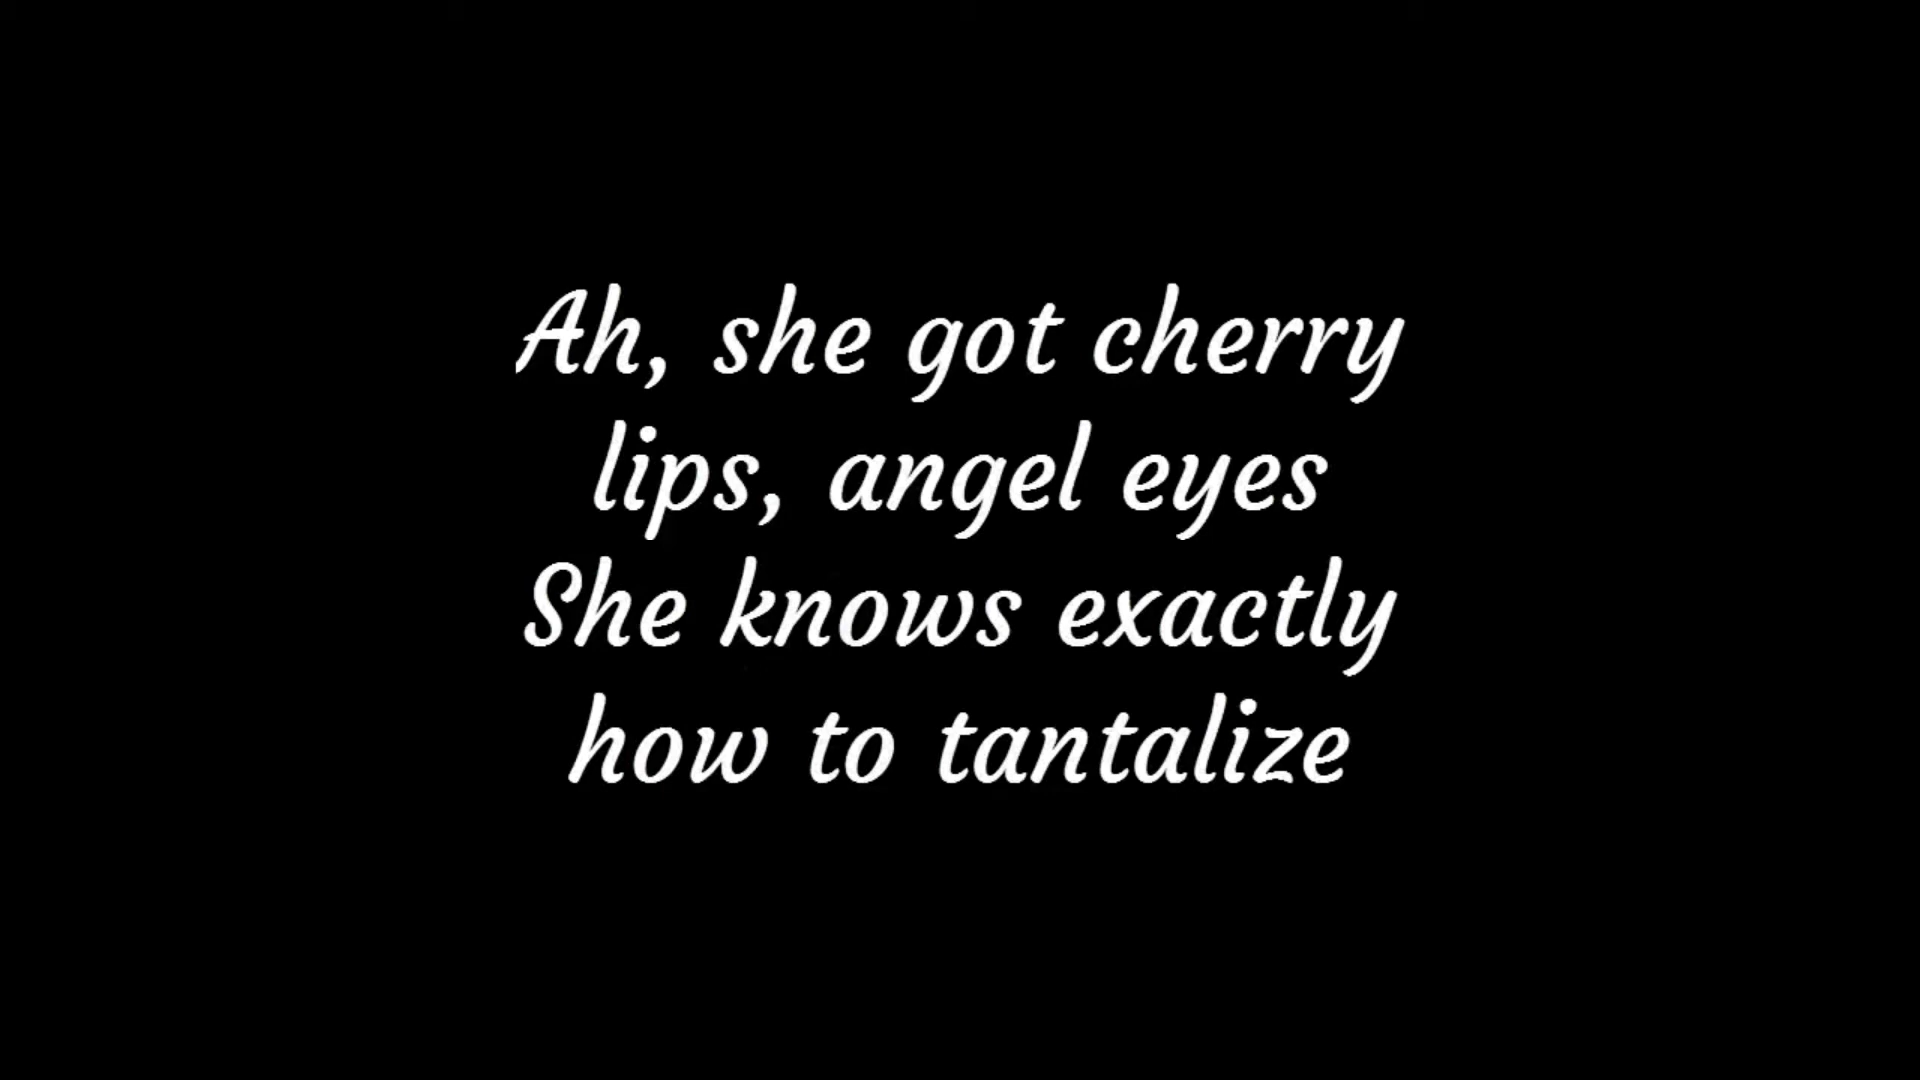 Ah, she got cherry
lips, angel eyes
She knows exactly
how to tantalize